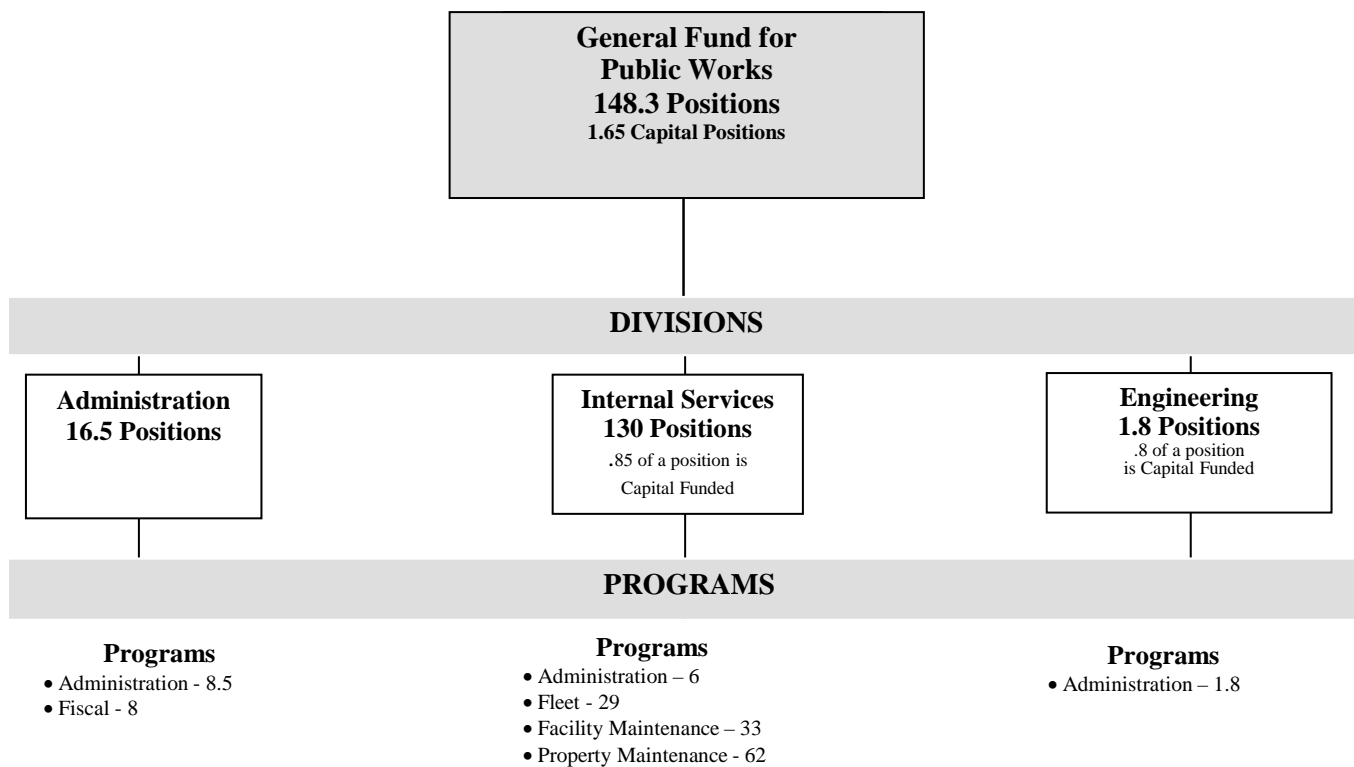 General Fund for
Public Works
148.3 Positions
1.65 Capital Positions
DIVISIONS
Administration
16.5 Positions
Internal Services
130 Positions
.85 of a position is
Capital Funded
Engineering
1.8 Positions
.8 of a position
is Capital Funded
PROGRAMS
Programs
• Administration - 8.5
• Fiscal - 8
Programs
• Administration – 6
• Fleet - 29
• Facility Maintenance – 33
• Property Maintenance - 62
Programs
• Administration – 1.8